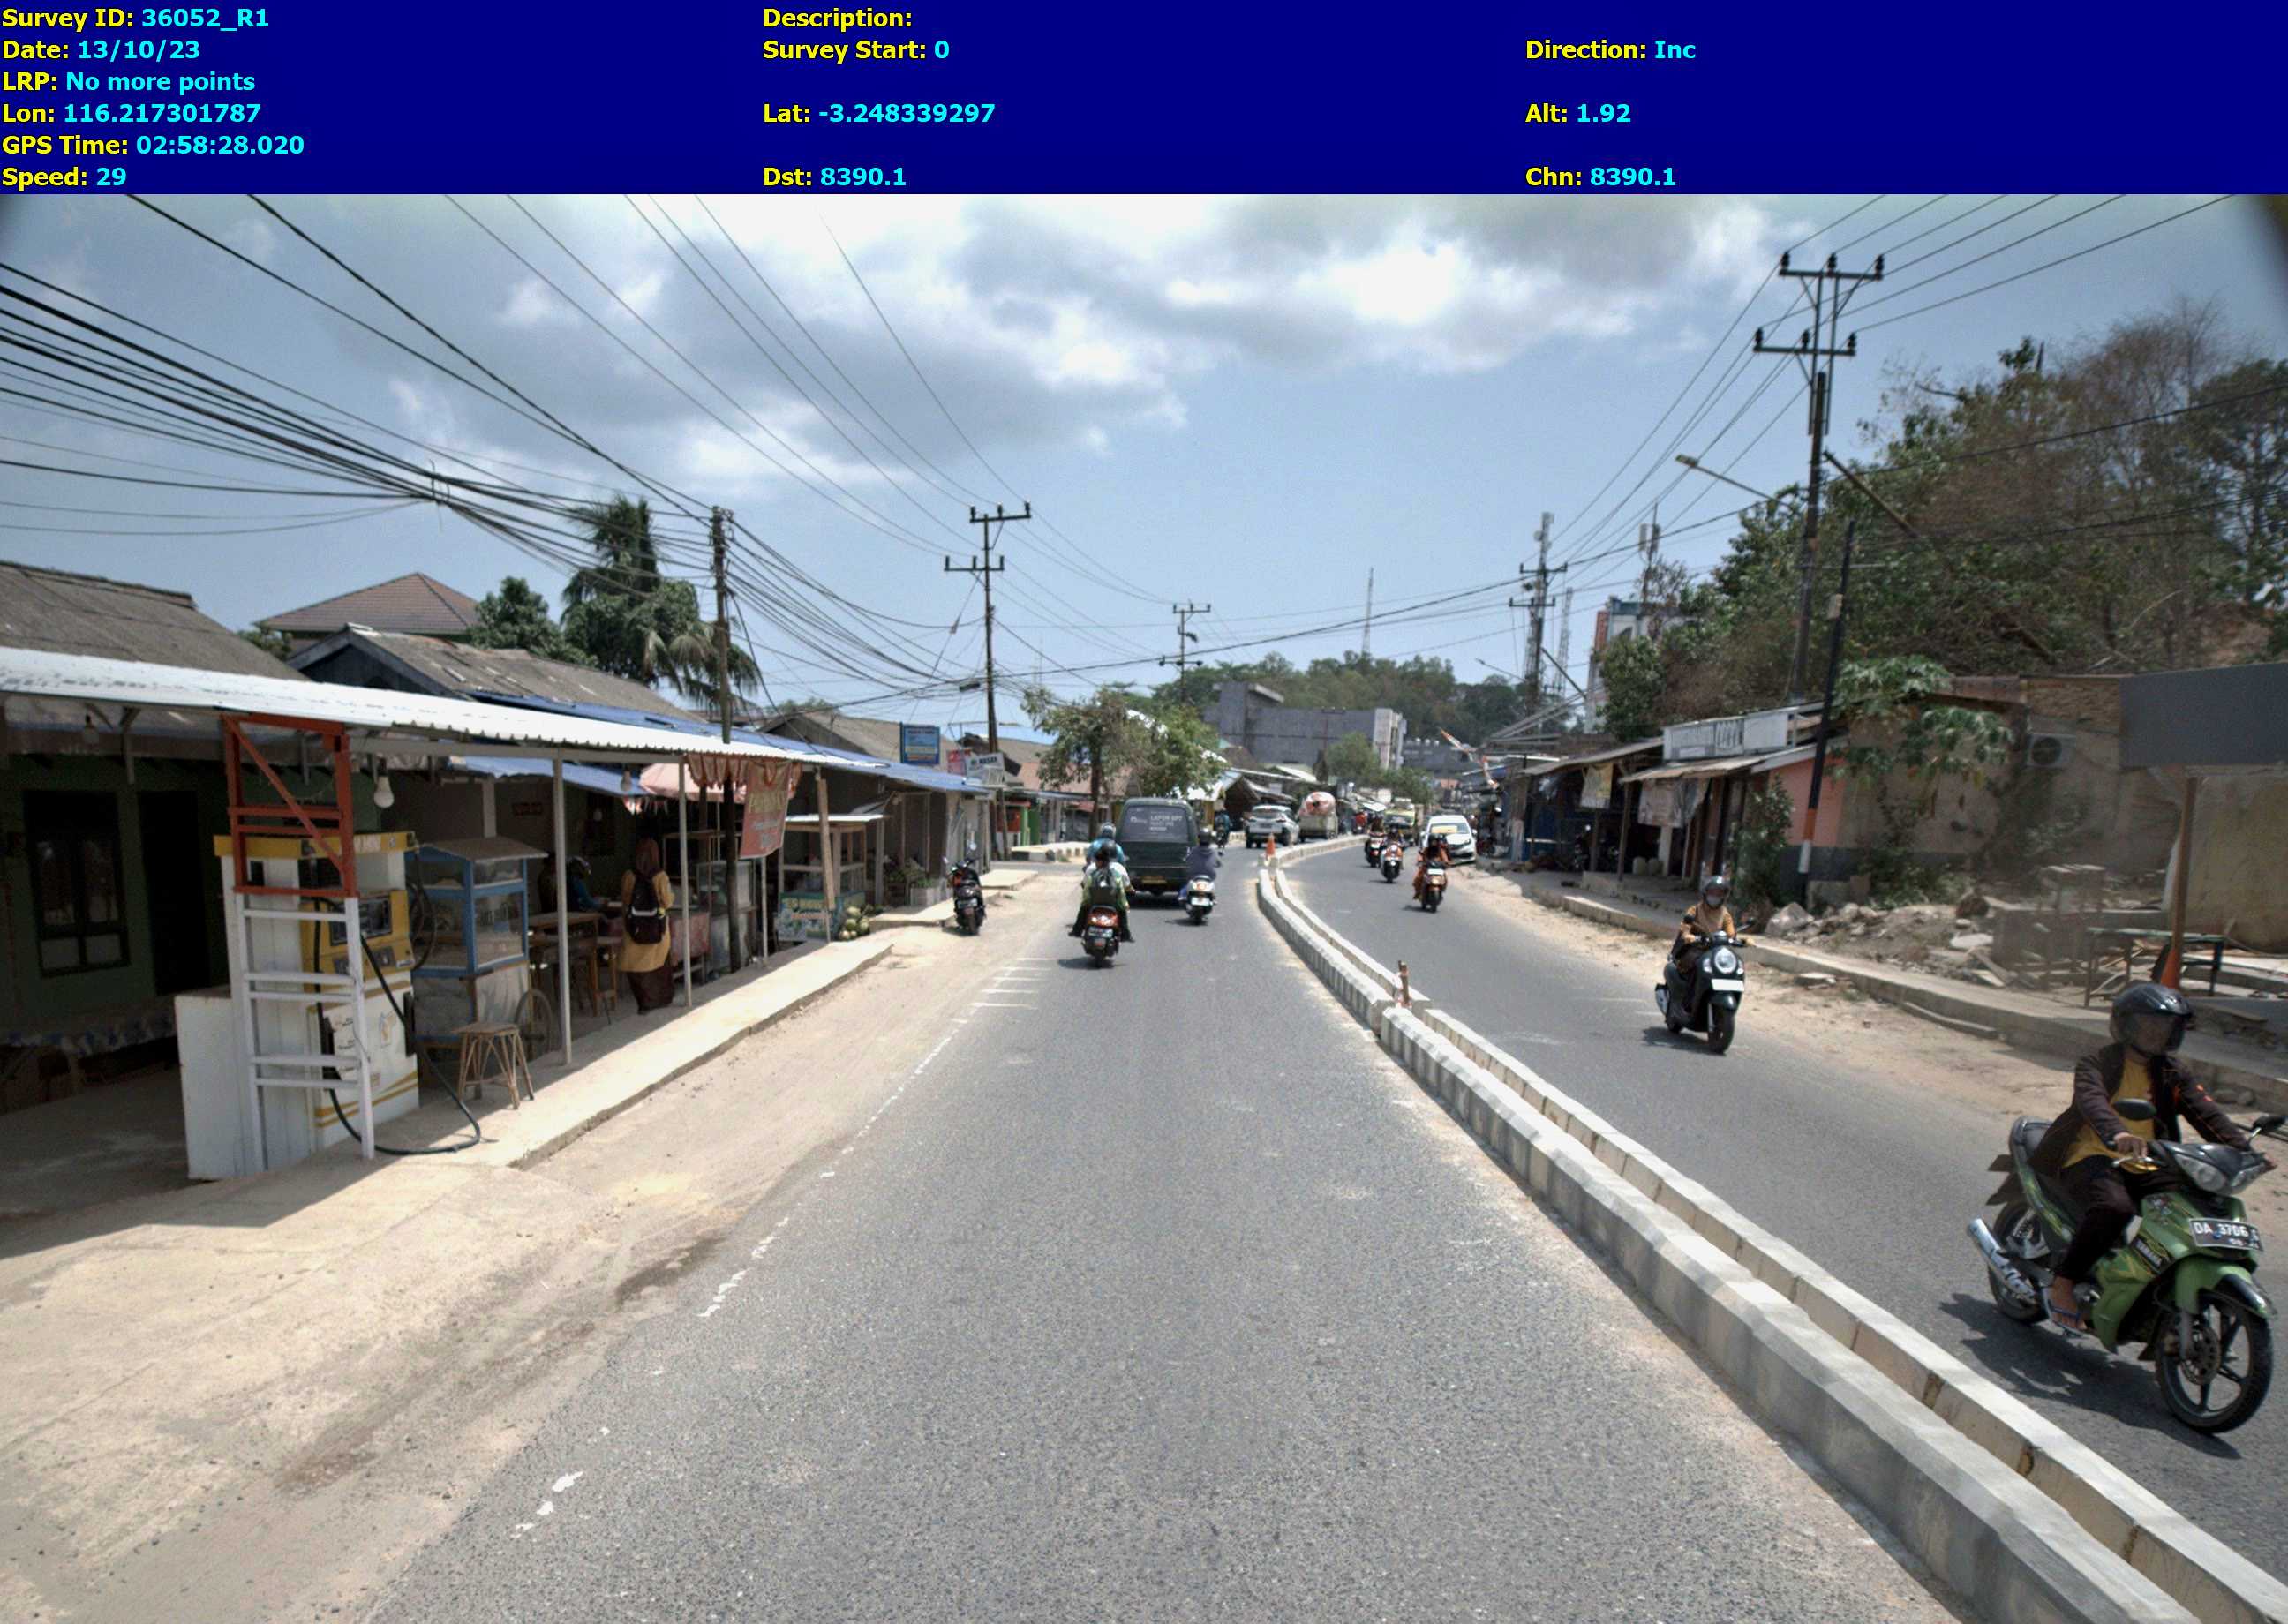 Survey ID: 36052_R1
Description:
Date: 13/10/23
Survey Start: 0
Direction: Inc
LRP: No more points
Lon: 116.217301787
Lat: -3.248339297
Alt: 1.92
GPS Time: 02:58:28.020
Speed: 29
Dst: 8390.1
Chn: 8390.1
LAPOR SPT
DA 3706